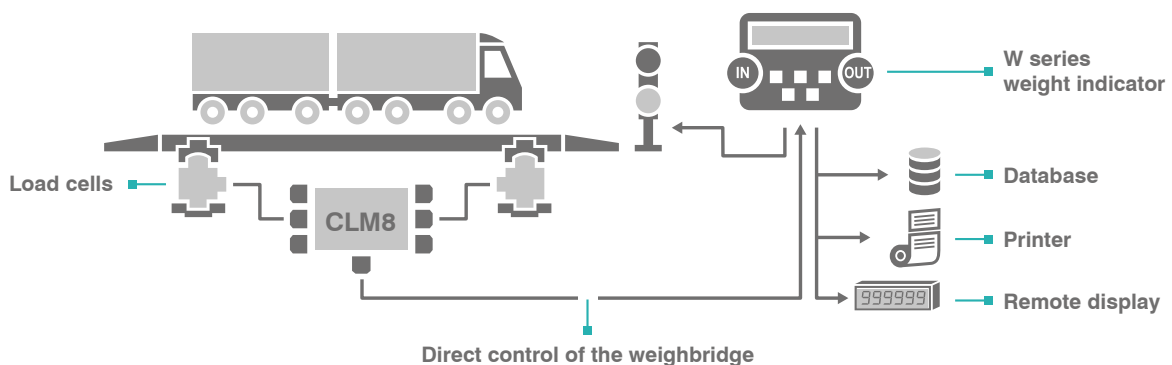 IN
OUT
W series
weight indicator
Load cells
CLM8
Database
Printer
999999
Remote display
Direct control of the weighbridge